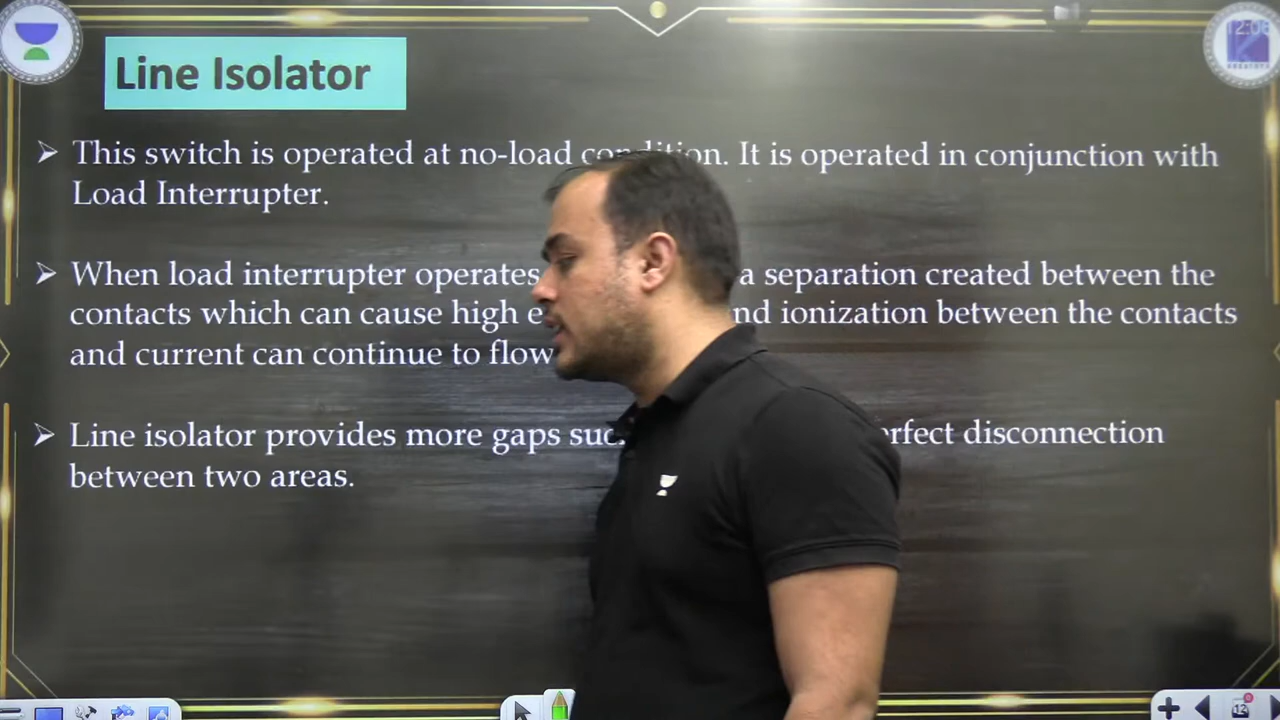 Line Isolator
➢ This switch is operated at no-load condition. It is operated in conjunction with
Load Interrupter.
➢ When load interrupter operates a separation created between the
contacts which can cause high ionization between the contacts
and current can continue to flow
➢ Line isolator provides more gaps disconnection
between two areas.
12